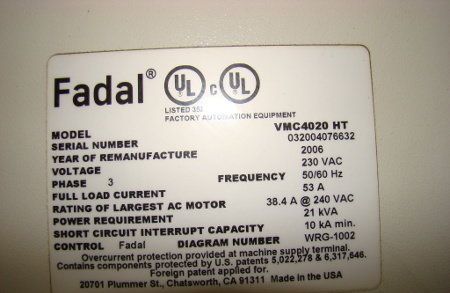 Fadal® UL c UL
LISTED 35J
FACTORY AUTOMATION EQUIPMENT
MODEL VMC4020 HT
SERIAL NUMBER 032004076632
YEAR OF REMANUFACTURE 2006
VOLTAGE 230 VAC
PHASE 3 FREQUENCY 50/60 Hz
FULL LOAD CURRENT 53 A
RATING OF LARGEST AC MOTOR 38.4 A @ 240 VAC
POWER REQUIREMENT 21 kVA
SHORT CIRCUIT INTERRUPT CAPACITY 10 kA min.
CONTROL Fadal DIAGRAM NUMBER WRG-1002
Overcurrent protection provided at machine supply terminal.
Contains components protected by U.S. patents 5,022,278 & 6,317,646.
Foreign patent applied for.
20701 Plummer St., Chatsworth, CA 91311 Made in the USA